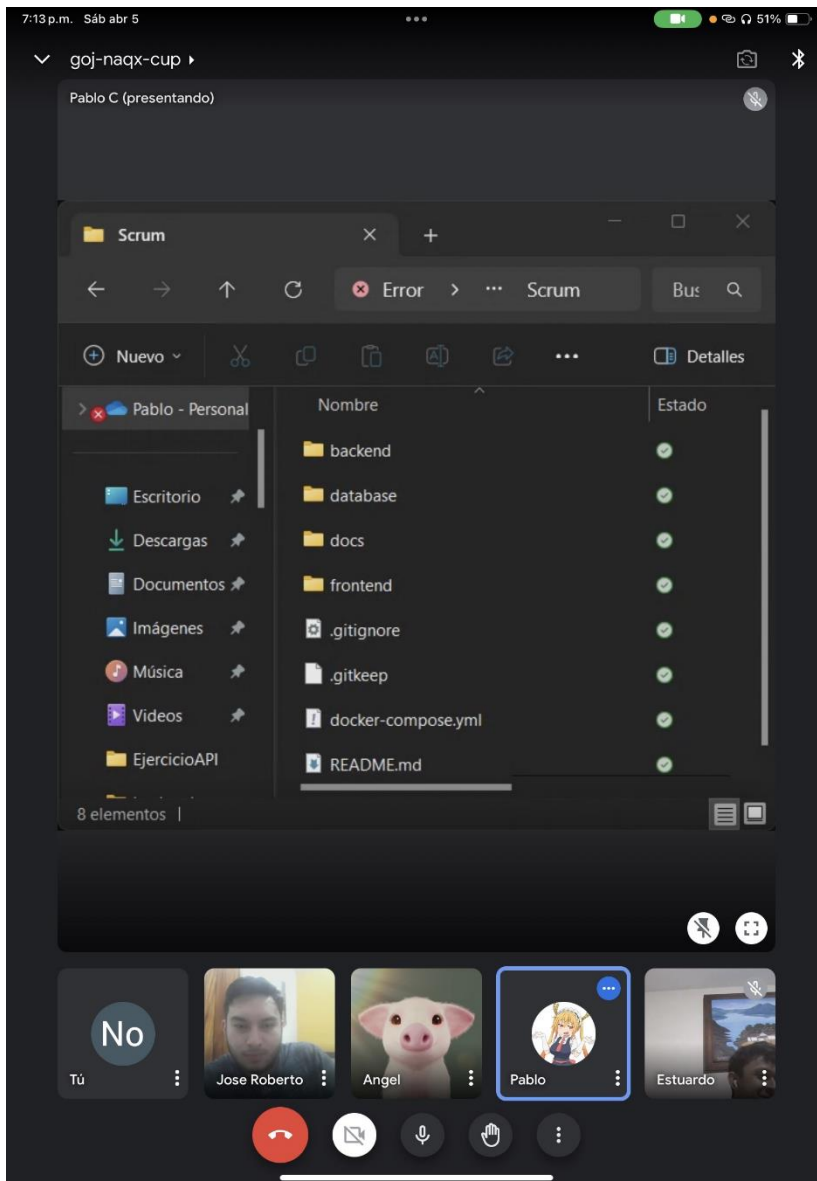 7:13 p.m. Sáb abr 5
51%
goj-naqx-cup
Pablo C (presentando)
Scrum
Error > ... Scrum
Bus
Nuevo
Detalles
Pablo - Personal
Nombre
Estado
Escritorio
Descargas
Documentos
Imágenes
Música
Videos
EjercicioAPI
backend
database
docs
frontend
.gitignore
.gitkeep
docker-compose.yml
README.md
8 elementos
No
Tú
Jose Roberto
Angel
Pablo
Estuardo